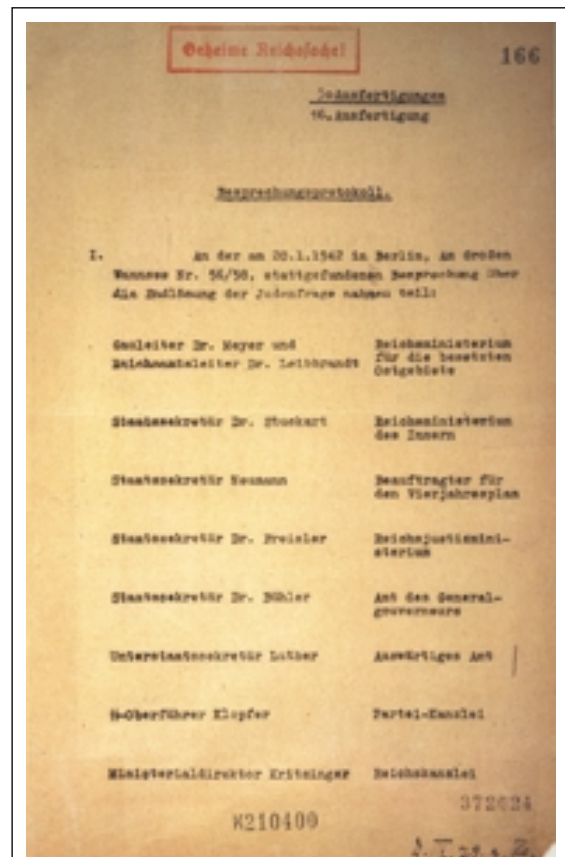 Geheime Reichssache!
166
16. Ausfertigung
Besprechungsprotokoll.
I. An der am 20.1.1942 in Berlin, Am Großen
Wannsee Nr. 56/58, stattgefundenen Besprechung über
die Endlösung der Judenfrage nahmen teil:
Gauleiter Dr. Meyer und
Reichsamtsleiter Dr. Leibbrandt
Reichsministerium
für die besetzten
Ostgebiete
Staatssekretär Dr. Stuckart
Reichsministerium
des Innern
Staatssekretär Neumann
Beauftragter für
den Vierjahresplan
Staatssekretär Dr. Freisler
Reichsjustizmini-
sterium
Staatssekretär Dr. Bühler
Amt des General-
gouverneurs
Unterstaatssekretär Luther
Auswärtiges Amt
SS-Oberführer Klopfer
Partei-Kanzlei
Ministerialdirektor Kritzinger
Reichskanzlei
372024
K210400